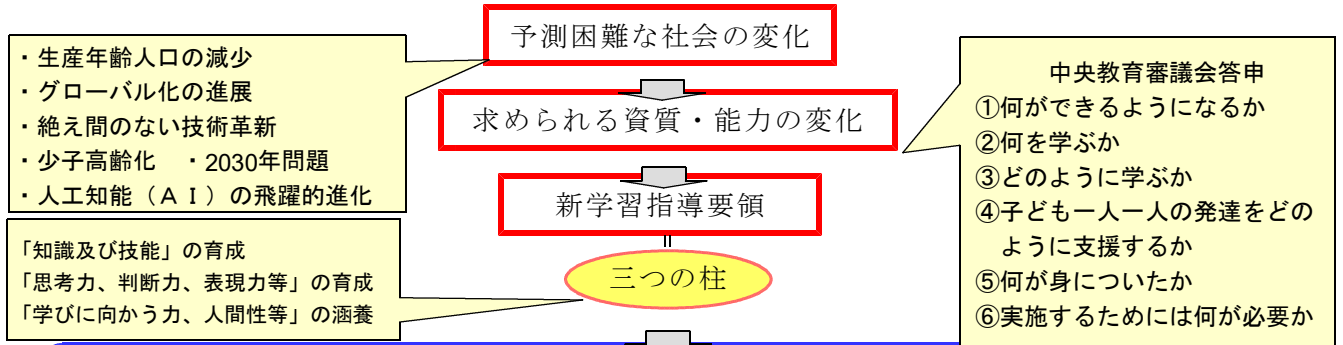 予測困難な社会の変化
・生産年齢人口の減少
・グローバル化の進展
・絶え間のない技術革新
・少子高齢化　・2030年問題
・人工知能（ＡＩ）の飛躍的進化
求められる資質・能力の変化
中央教育審議会答申
①何ができるようになるか
②何を学ぶか
③どのように学ぶか
④子ども一人一人の発達をどの
ように支援するか
⑤何が身についたか
⑥実施するためには何が必要か
新学習指導要領
三つの柱
「知識及び技能」の育成
「思考力、判断力、表現力等」の育成
「学びに向かう力、人間性等」の涵養